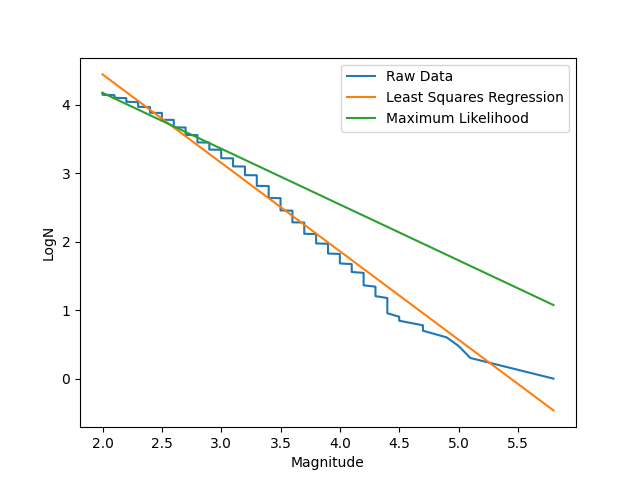 Raw Data
Least Squares Regression
Maximum Likelihood
LogN
4
3
2
1
0
2.0 2.5 3.0 3.5 4.0 4.5 5.0 5.5
Magnitude